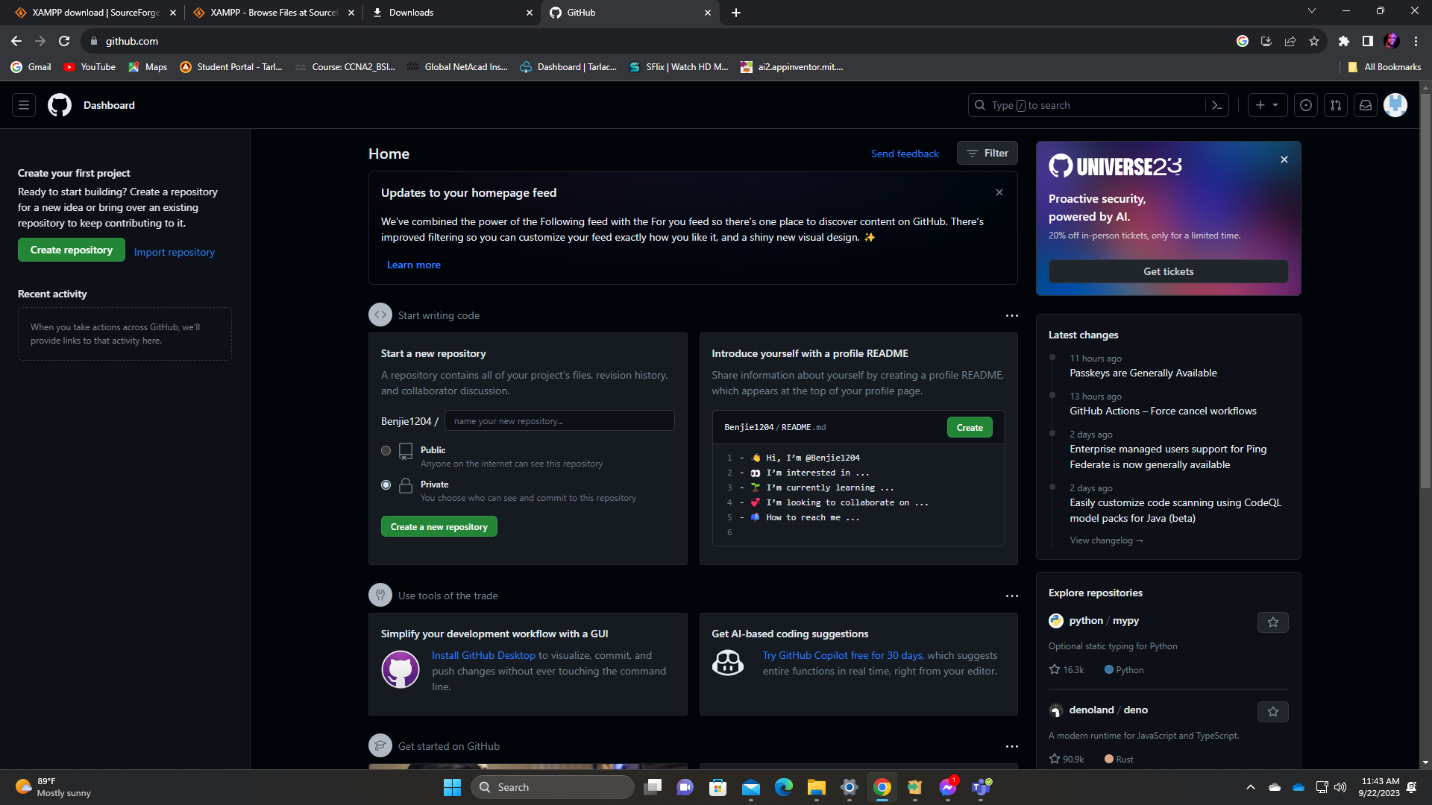 XAMPP download | SourceForge
XAMPP - Browse Files at Source
Downloads
GitHub
github.com
Gmail
YouTube
Maps
Student Portal - Tarl...
Course: CCNA2_BSI...
Global NetAcad Ins...
Dashboard | Tarlac...
SFlix | Watch HD M...
ai2.appinventor.mit....
All Bookmarks
Dashboard
Type / to search
Create your first project
Ready to start building? Create a repository
for a new idea or bring over an existing
repository to keep contributing to it.
Create repository
Import repository
Recent activity
When you take actions across GitHub, we'll
provide links to that activity here.
Home
Send feedback
Filter
Updates to your homepage feed
We've combined the power of the Following feed with the For you feed so there's one place to discover content on GitHub. There's
improved filtering so you can customize your feed exactly how you like it, and a shiny new visual design. ✨
Learn more
Start writing code
Start a new repository
A repository contains all of your project's files, revision history,
and collaborator discussion.
Benjie1204 /
name your new repository...
Public
Anyone on the internet can see this repository
Private
You choose who can see and commit to this repository
Create a new repository
Introduce yourself with a profile README
Share information about yourself by creating a profile README,
which appears at the top of your profile page.
Benjie1204 / README.md
Create
1 - 👋 Hi, I'm @Benjie1204
2 - 👀 I'm interested in ...
3 - 🌱 I'm currently learning ...
4 - 💞️ I'm looking to collaborate on ...
5 - 📫 How to reach me ...
6
Use tools of the trade
Simplify your development workflow with a GUI
Install GitHub Desktop to visualize, commit, and
push changes without ever touching the command
line.
Get AI-based coding suggestions
Try GitHub Copilot free for 30 days, which suggests
entire functions in real time, right from your editor.
Get started on GitHub
UNIVERSE23
Proactive security,
powered by AI.
20% off in-person tickets, only for a limited time.
Get tickets
Latest changes
11 hours ago
Passkeys are Generally Available
13 hours ago
GitHub Actions – Force cancel workflows
2 days ago
Enterprise managed users support for Ping
Federate is now generally available
2 days ago
Easily customize code scanning using CodeQL
model packs for Java (beta)
View changelog →
Explore repositories
python / mypy
Optional static typing for Python
16.3k
Python
denoland / deno
A modern runtime for JavaScript and TypeScript.
90.9k
Rust
89°F
Mostly sunny
Search
1
11:43 AM
9/22/2023